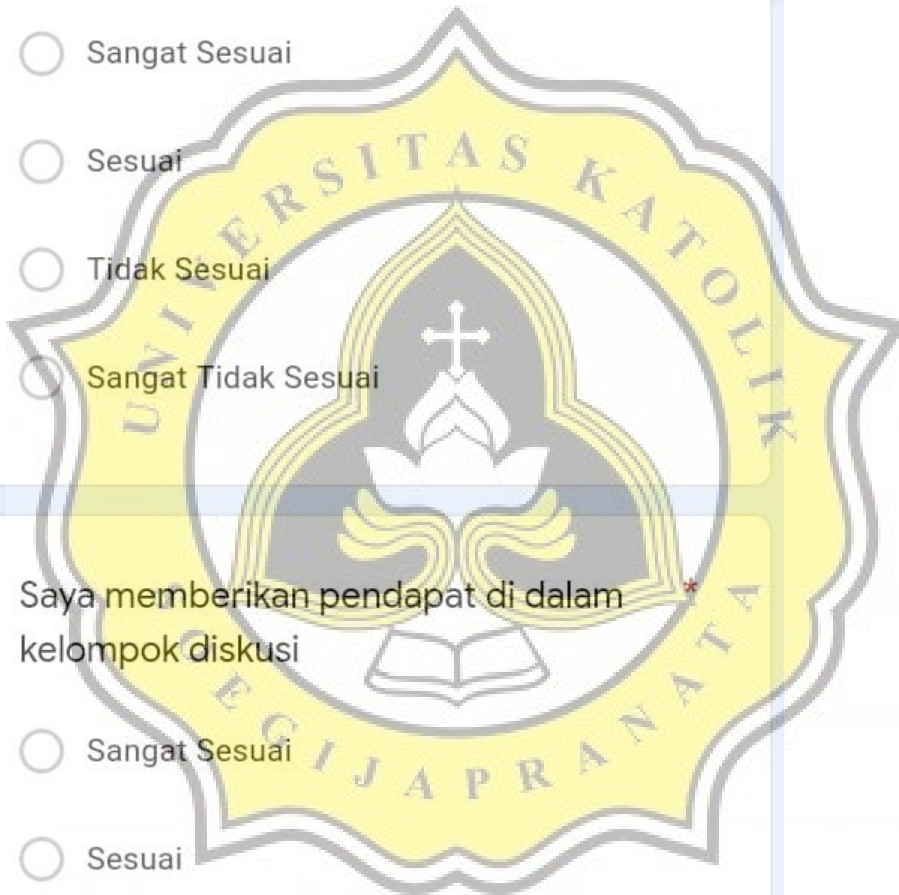 Sangat Sesuai
Sesuai
Tidak Sesuai
Sangat Tidak Sesuai
UNIVERSITAS KATOLIK
Saya memberikan pendapat di dalam *
kelompok diskusi
SOEGIJAPRANATA
Sangat Sesuai
Sesuai